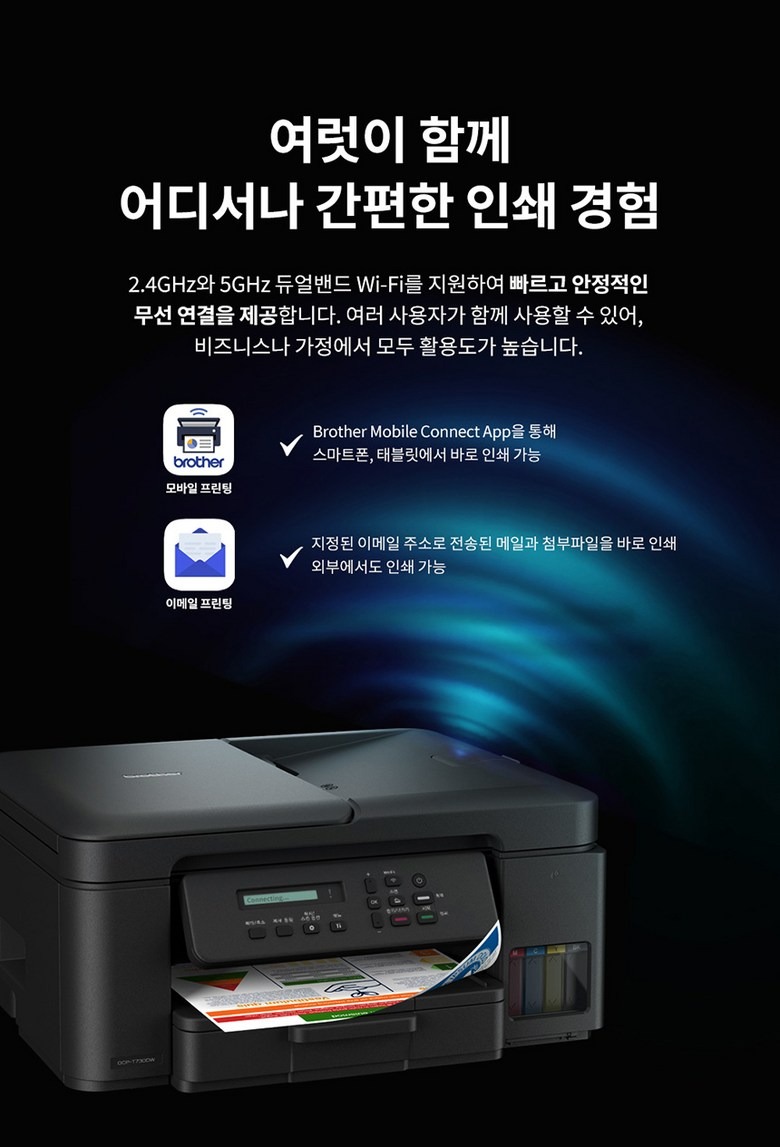 여럿이 함께
어디서나 간편한 인쇄 경험
2.4GHz와 5GHz 듀얼밴드 Wi-Fi를 지원하여 빠르고 안정적인
무선 연결을 제공합니다. 여러 사용자가 함께 사용할 수 있어,
비즈니스나 가정에서 모두 활용도가 높습니다.
brother
모바일 프린팅
Brother Mobile Connect App을 통해
스마트폰, 태블릿에서 바로 인쇄 가능
이메일 프린팅
지정된 이메일 주소로 전송된 메일과 첨부파일을 바로 인쇄
외부에서도 인쇄 가능
brother
Connecting...
OK
DCP-T730DW